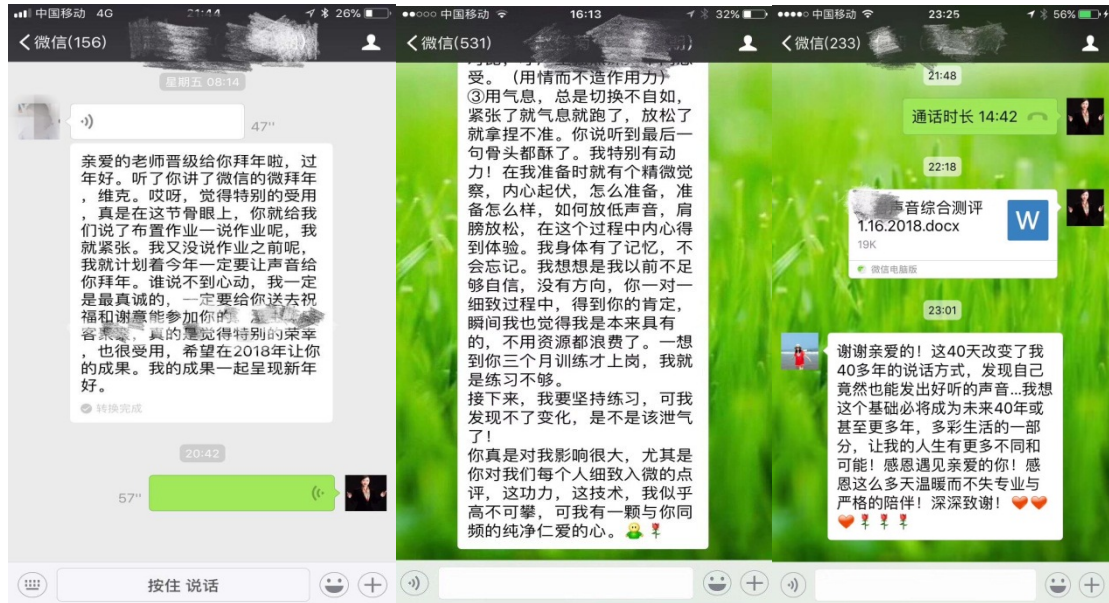 中国移动 4G
21:44
26%
微信(156)
星期五 08:14
47"
亲爱的老师晋级给你拜年啦，过
年好。听了你讲了微信的微拜年
，维克。哎呀，觉得特别的受用
，真是在这节骨眼上，你就给我
们说了布置作业一说作业呢，我
就紧张。我又没说作业之前呢，
我就计划着今年一定要让声音给
你拜年。谁说不到心动，我一定
是最真诚的，一定要给你送去祝
福和谢意能参加你的
客 ，真的是觉得特别的荣幸
，也很受用，希望在2018年让你
的成果。我的成果一起呈现新年
好。
转换完成
20:42
57"
按住 说话
中国移动
16:13
32%
微信(531)
受。（用情而不造作用力）
③用气息，总是切换不自如，
紧张了就气息就跑了，放松了
就拿捏不准。你说听到最后一
句骨头都酥了。我特别有动
力！在我准备时就有个精微觉
察，内心起伏，怎么准备，准
备怎么样，如何放低声音，肩
膀放松，在这个过程中内心得
到体验。我身体有了记忆，不
会忘记。我想想是我以前不足
够自信，没有方向，你一对一
细致过程中，得到你的肯定，
瞬间我也觉得我是本来具有
的，不用资源都浪费了。一想
到你三个月训练才上岗，我就
是练习不够。
接下来，我要坚持练习，可我
发现不了变化，是不是该泄气
了！
你真是对我影响很大，尤其是
你对我们每个人细致入微的点
评，这功力，这技术，我似乎
高不可攀，可我有一颗与你同
频的纯净仁爱的心。
中国移动
23:25
56%
微信(233)
21:48
通话时长 14:42
22:18
声音综合测评
1.16.2018.docx
W
19K
微信电脑版
23:01
谢谢亲爱的！这40天改变了我
40多年的说话方式，发现自己
竟然也能发出好听的声音...我想
这个基础必将成为未来40年或
甚至更多年，多彩生活的一部
分，让我的人生有更多不同和
可能！感恩遇见亲爱的你！感
恩这么多天温暖而不失专业与
严格的陪伴！深深致谢！